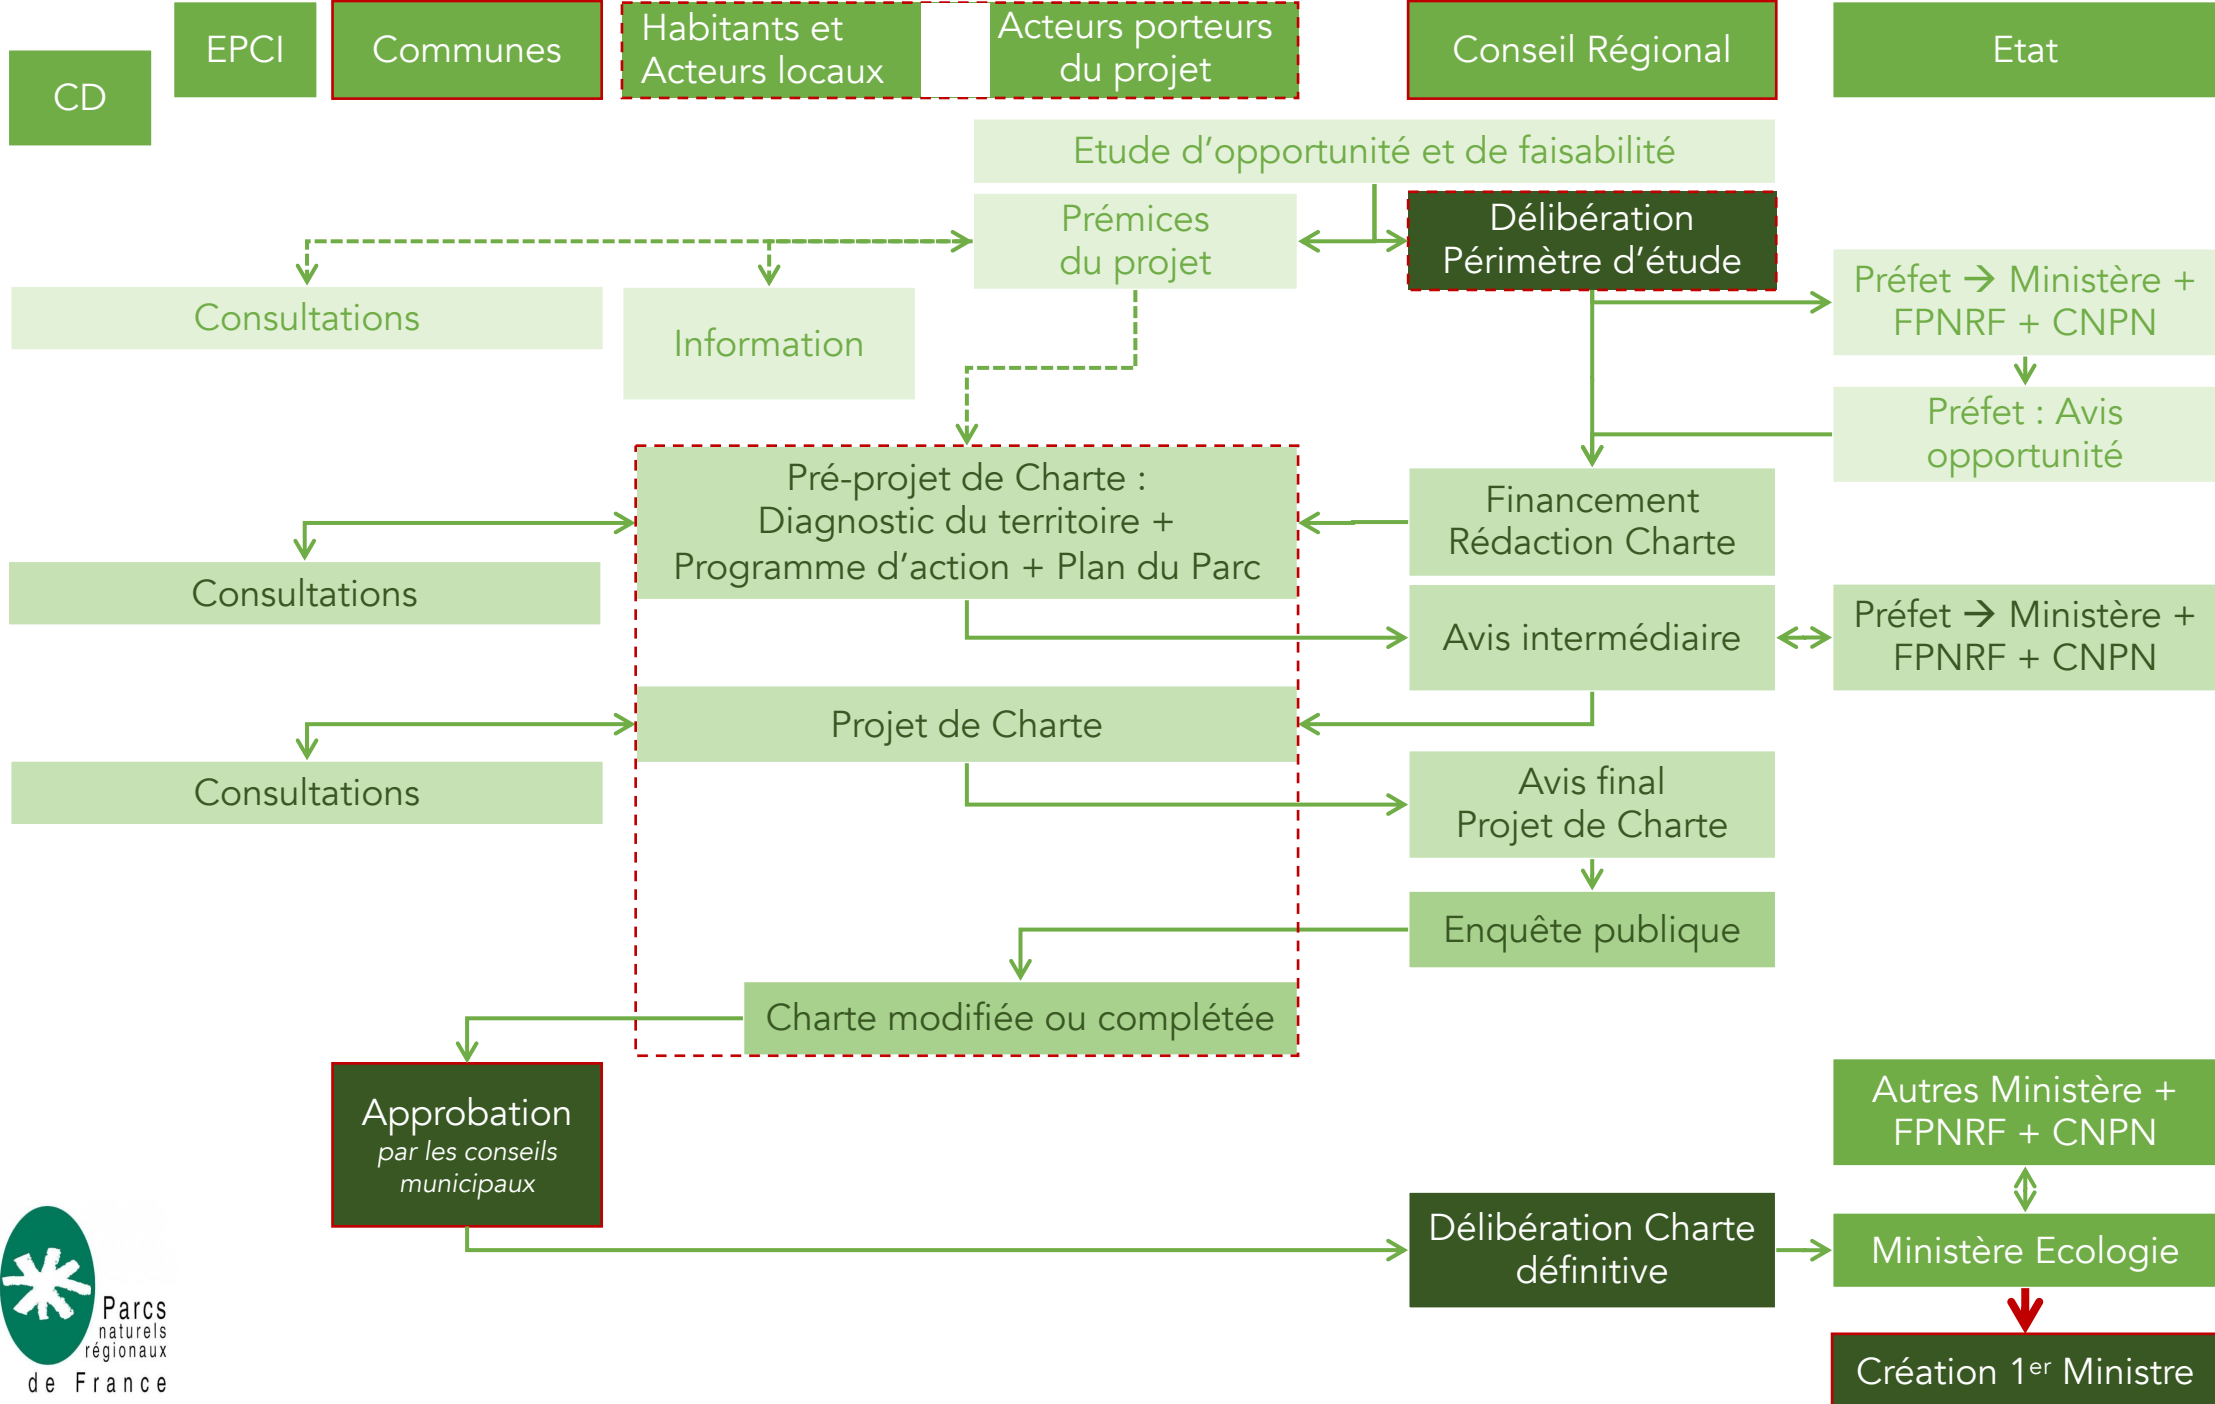 CD
EPCI
Communes
Habitants et
Acteurs locaux
Acteurs porteurs
du projet
Conseil Régional
Etat
Etude d’opportunité et de faisabilité
Prémices
du projet
Délibération
Périmètre d’étude
Consultations
Information
Préfet → Ministère +
FPNRF + CNPN
Préfet : Avis
opportunité
Pré-projet de Charte :
Diagnostic du territoire +
Programme d’action + Plan du Parc
Financement
Rédaction Charte
Consultations
Avis intermédiaire
Préfet → Ministère +
FPNRF + CNPN
Projet de Charte
Consultations
Avis final
Projet de Charte
Enquête publique
Charte modifiée ou complétée
Approbation
par les conseils
municipaux
Autres Ministère +
FPNRF + CNPN
Délibération Charte
définitive
Ministère Ecologie
Création 1er Ministre
Parcs
naturels
régionaux
de France